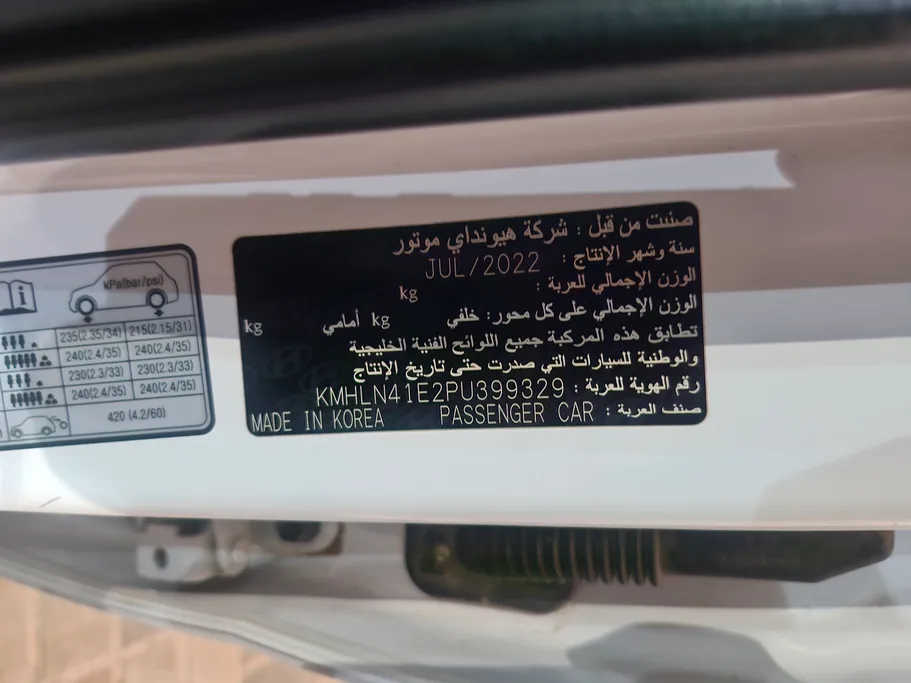 صنعت من قبل : شركة هيونداي موتور
سنة وشهر الإنتاج : JUL/2022
الوزن الإجمالي للعربة : kg
الوزن الإجمالي على كل محور: خلفي kg أمامي kg
تطابق هذه المركبة جميع اللوائح الفنية الخليجية
والوطنية للسيارات التي صدرت حتى تاريخ الإنتاج
رقم الهوية للعربة : KMHLN41E2PU399329
صنف العربة : PASSENGER CAR MADE IN KOREA
i kPa(bar/psi)
235(2.35/34) 215(2.15/31)
240(2.4/35) 240(2.4/35)
230(2.3/33) 230(2.3/33)
240(2.4/35) 240(2.4/35)
420 (4.2/60)